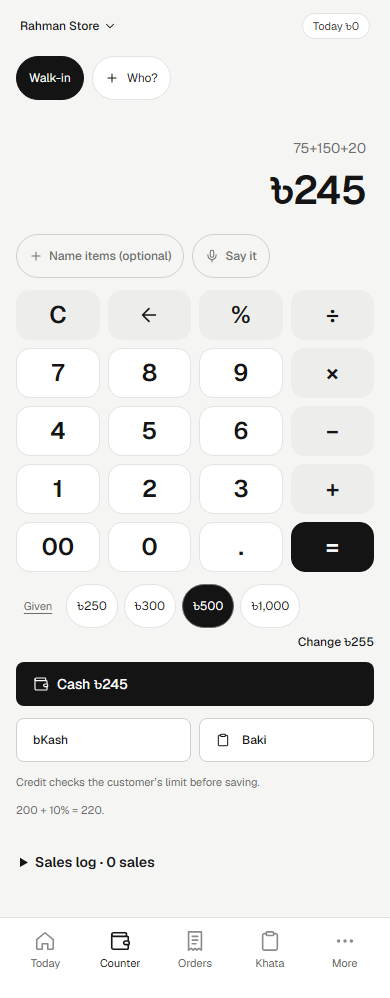 Rahman Store
Today ৳0
Walk-in
Who?
75+150+20
৳245
Name items (optional)
Say it
C
%
÷
7
8
9
×
4
5
6
−
1
2
3
+
00
0
.
=
Given
৳250
৳300
৳500
৳1,000
Change ৳255
Cash ৳245
bKash
Baki
Credit checks the customer's limit before saving.
200 + 10% = 220.
Sales log · 0 sales
Today
Counter
Orders
Khata
More